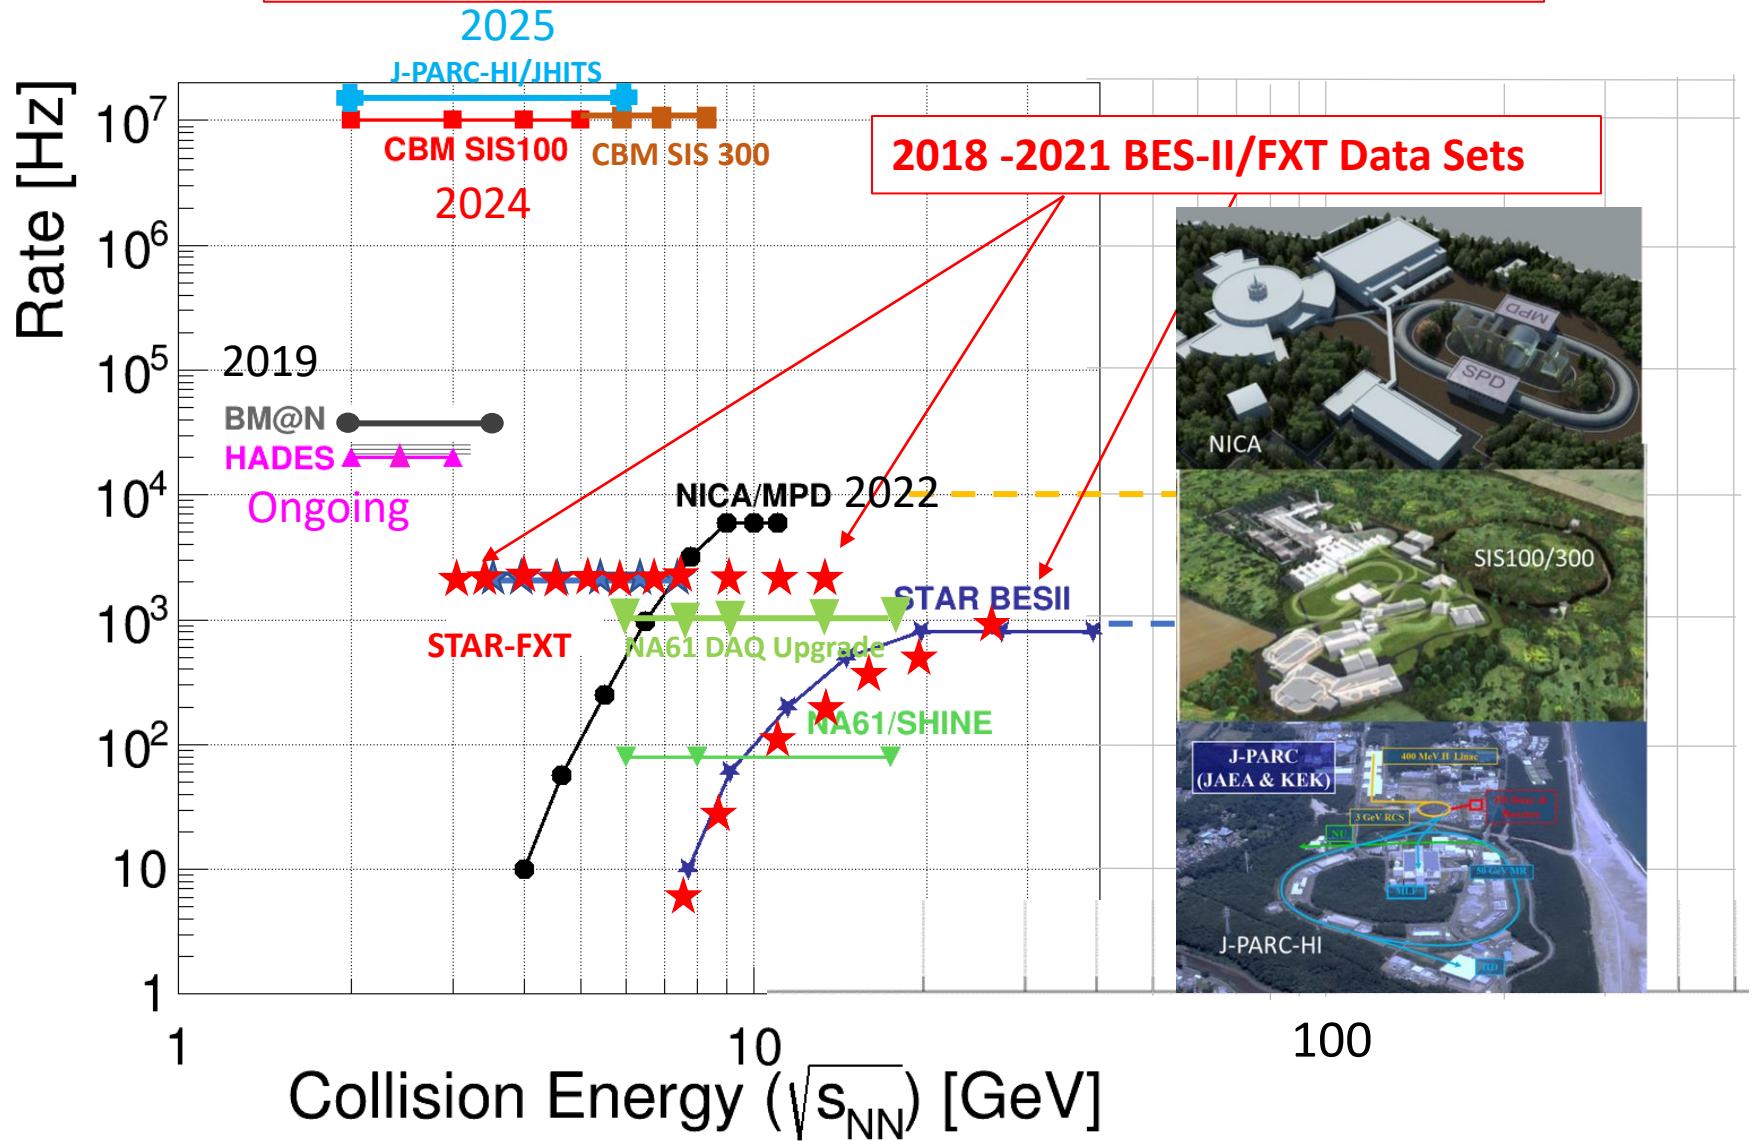 2025
J-PARC-HI/JHITS
10⁷
CBM SIS100
CBM SIS 300
2018 -2021 BES-II/FXT Data Sets
2024
Rate [Hz]
10⁶
10⁵
2019
BM@N
HADES
10⁴
Ongoing
NICA/MPD
2022
MPD
SPD
NICA
SIS100/300
STAR BESII
10³
STAR-FXT
NA61 DAQ Upgrade
NA61/SHINE
10²
J-PARC
(JAEA & KEK)
400 MeV H Linac
3 GeV RCS
NU
50 GeV MR
MLF
HD
J-PARC-HI
10
1
1
10
100
Collision Energy (√sNN) [GeV]